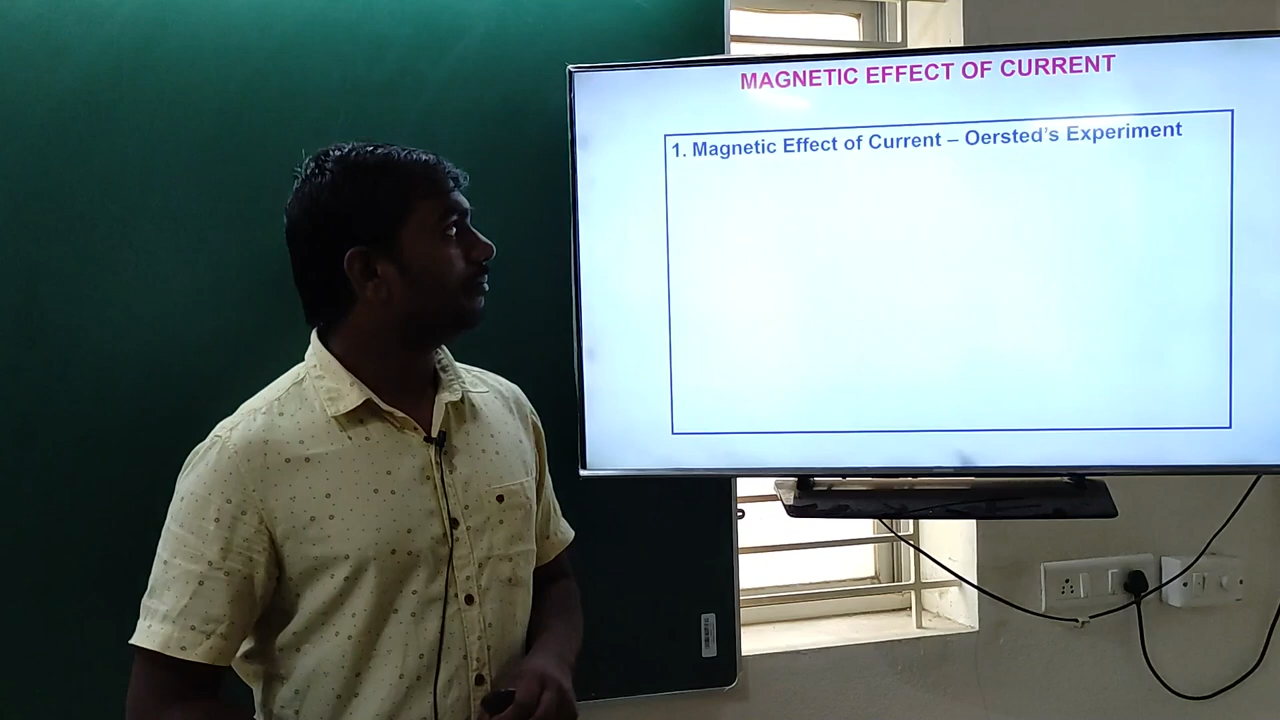 MAGNETIC EFFECT OF CURRENT
1. Magnetic Effect of Current – Oersted's Experiment